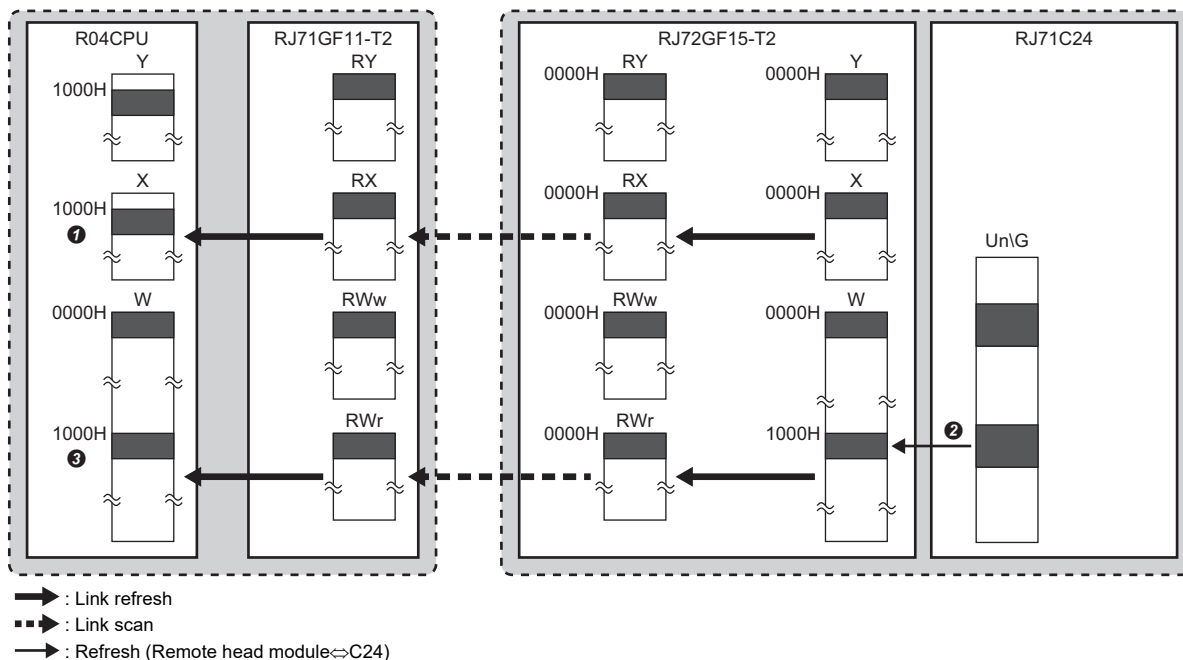 R04CPU RJ71GF11-T2 RJ72GF15-T2 RJ71C24
Y RY RY Y
1000H 0000H 0000H
X RX RX X
1000H 0000H 0000H
❶
Un\G
W RWw RWw W
0000H 0000H 0000H
RWr RWr
1000H 0000H 1000H ❷
❸
: Link refresh
: Link scan
: Refresh (Remote head module⇔C24)